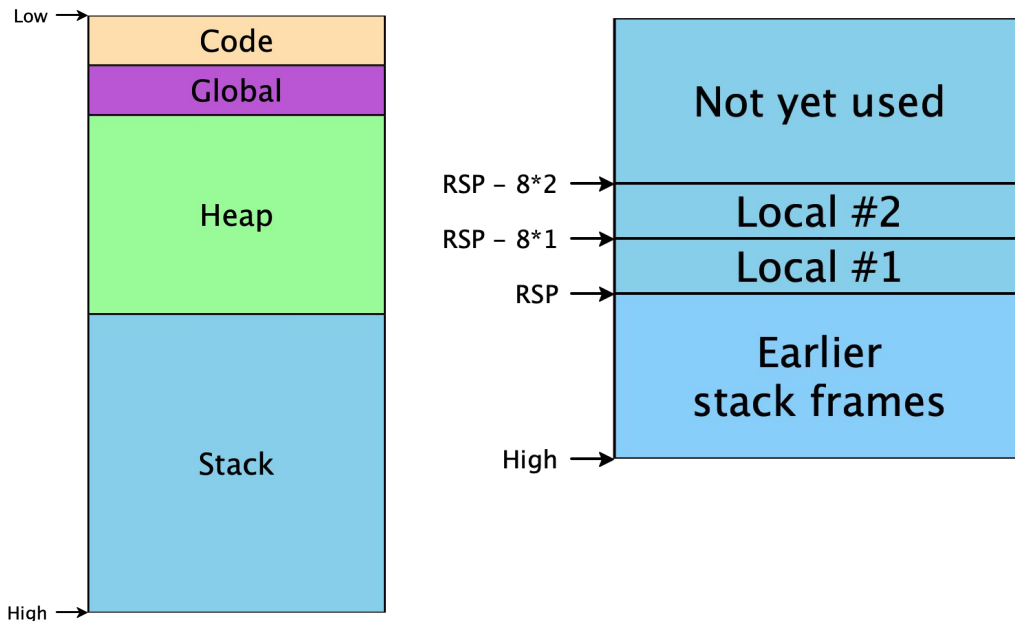 Low
Code
Global
Heap
Stack
High
Not yet used
RSP – 8*2
Local #2
RSP – 8*1
Local #1
RSP
Earlier
stack frames
High